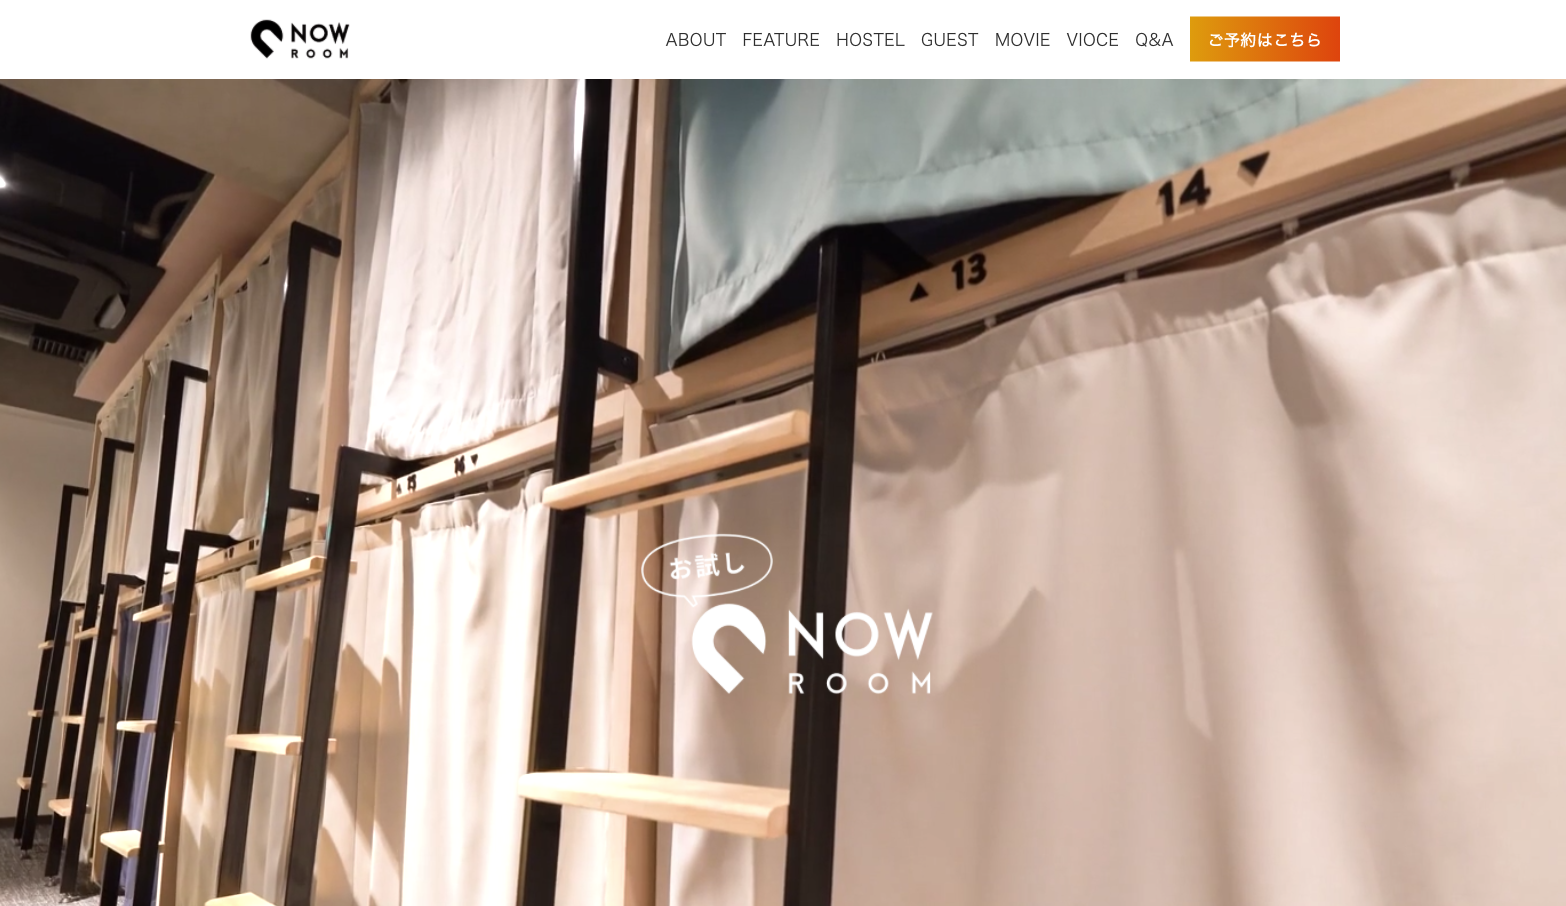 NOW
ROOM
ABOUT FEATURE HOSTEL GUEST MOVIE VIOCE Q&A ご予約はこちら
14 ▼
▲ 13
お試し
NOW
ROOM